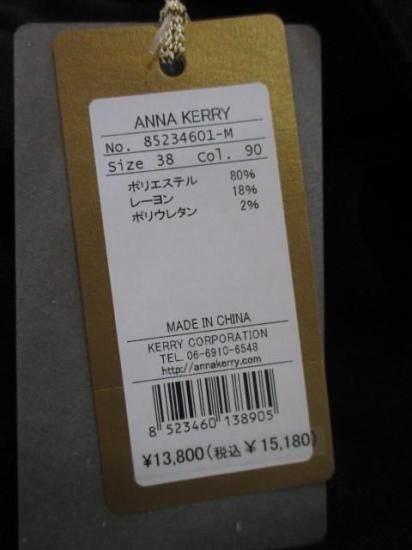 ANNA KERRY
No. 85234601-M
Size 38 Col. 90
ポリエステル 80%
レーヨン 18%
ポリウレタン 2%
MADE IN CHINA
KERRY CORPORATION
TEL. 06-6910-6548
http://annakerry.com
8 523460 138905
¥13,800(税込¥15,180)